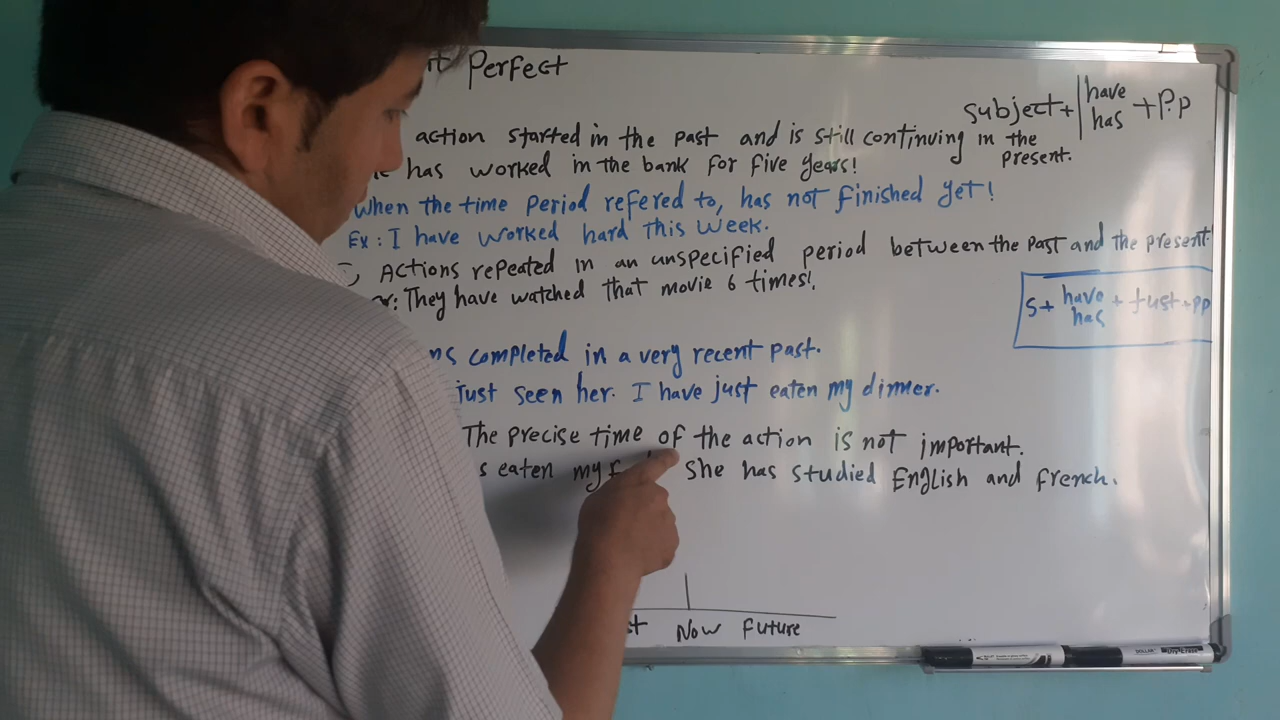 Perfect
subject + have has + P.P
action started in the past and is still continuing in the present.
has worked in the bank for five years!
When the time Period refered to, has not finished yet!
Ex: I have worked hard this week.
Actions repeated in an unspecified period between the past and the present.
They have watched that movie 6 times!
S + have has + Just + PP
completed in a very recent past.
just seen her. I have just eaten my dinner.
The precise time of the action is not important.
eaten my She has studied English and french.
Now future
DOLLAR